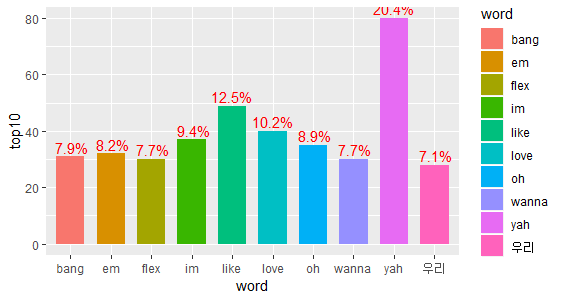 top10
80
60
40
20
0
7.9%
8.2%
7.7%
9.4%
12.5%
10.2%
8.9%
7.7%
20.4%
7.1%
bang em flex im like love oh wanna yah 우리
word
word
bang
em
flex
im
like
love
oh
wanna
yah
우리